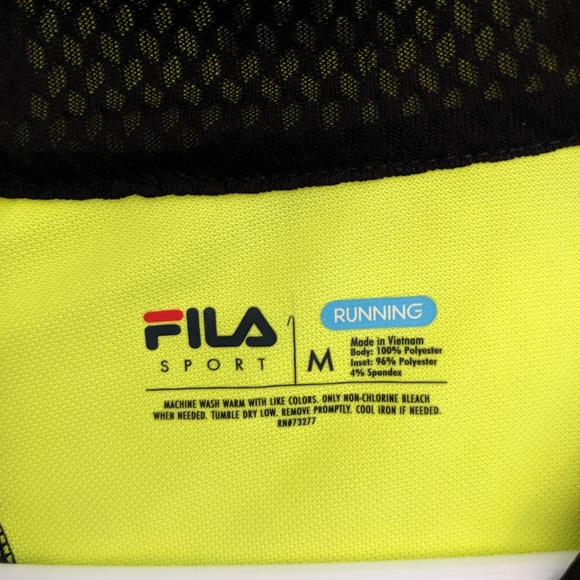 FILA
SPORT
M
RUNNING
Made in Vietnam
Body: 100% Polyester
Inset: 96% Polyester
4% Spandex
MACHINE WASH WARM WITH LIKE COLORS. ONLY NON-CHLORINE BLEACH
WHEN NEEDED. TUMBLE DRY LOW. REMOVE PROMPTLY. COOL IRON IF NEEDED.
RN#73277